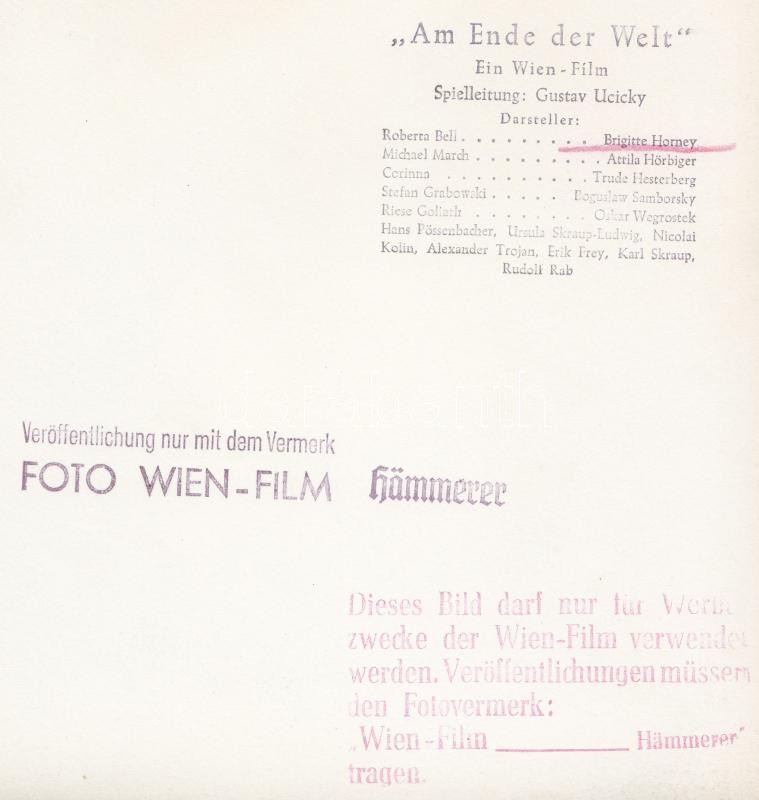 „Am Ende der Welt“
Ein Wien-Film
Spielleitung: Gustav Ucicky
Darsteller:
Roberta Bell . . . . . . . . . Brigitte Horney
Michael March . . . . . . . . . Attila Hörbiger
Corinna . . . . . . . . . . Trude Hesterberg
Stefan Grabowski . . . . . Boguslaw Samborsky
Riese Goliath . . . . . . . . Oskar Wegrostek
Hans Pössenbacher, Ursula Skraup-Ludwig, Nicolai
Kolin, Alexander Trojan, Erik Frey, Karl Skraup,
Rudolf Rab
Veröffentlichung nur mit dem Vermerk
FOTO WIEN-FILM Hämmerer
Dieses Bild darf nur für Werbe
zwecke der Wien-Film verwendet
werden. Veröffentlichungen müssen
den Fotovermerk:
„Wien-Film ________ Hämmerer“
tragen.